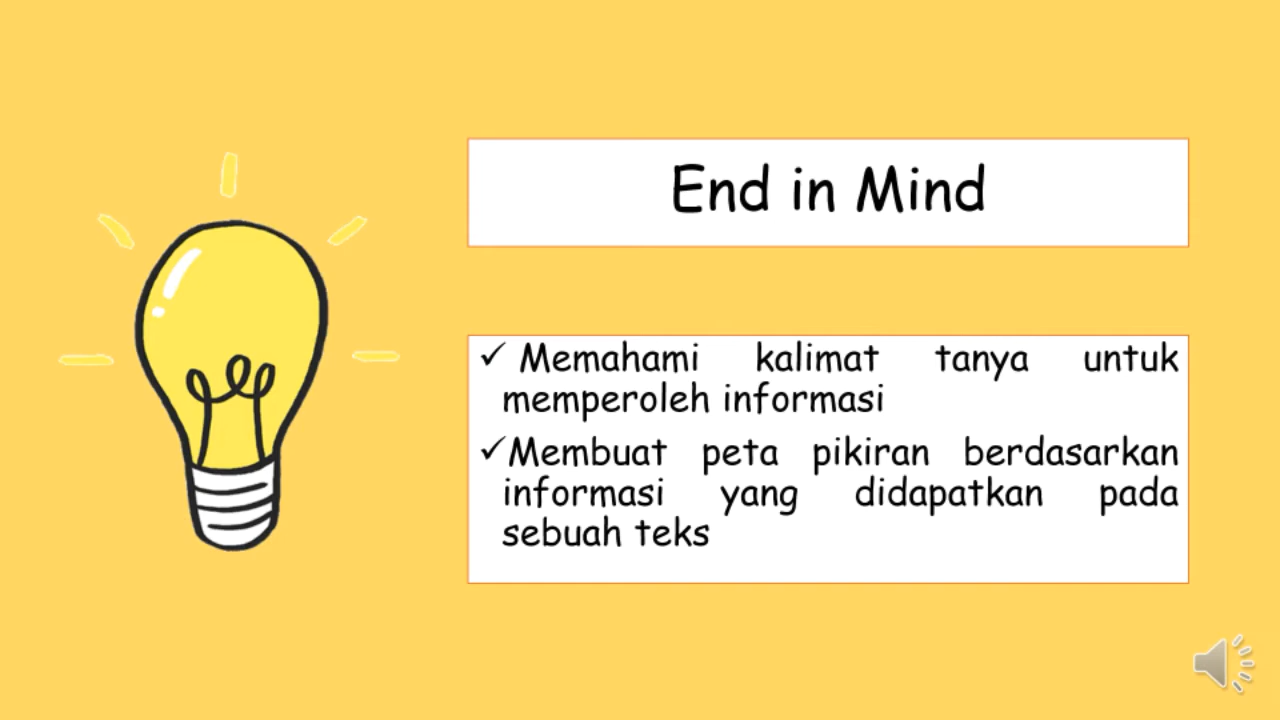 End in Mind
✓ Memahami kalimat tanya untuk
memperoleh informasi
✓Membuat peta pikiran berdasarkan
informasi yang didapatkan pada
sebuah teks